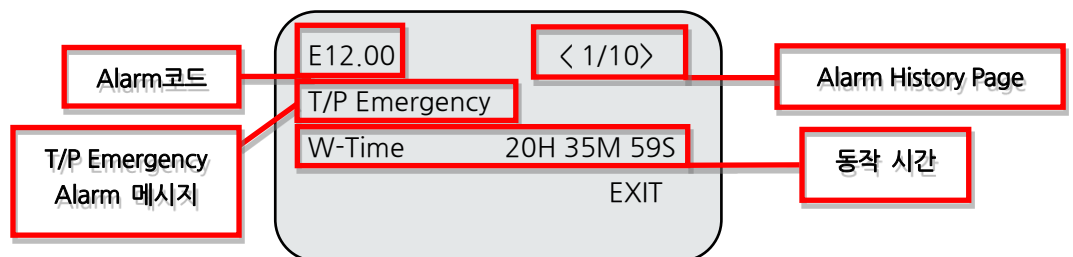 E12.00
< 1/10>
Alarm코드
Alarm History Page
T/P Emergency
W-Time 20H 35M 59S
T/P Emergency
Alarm 메시지
동작 시간
EXIT